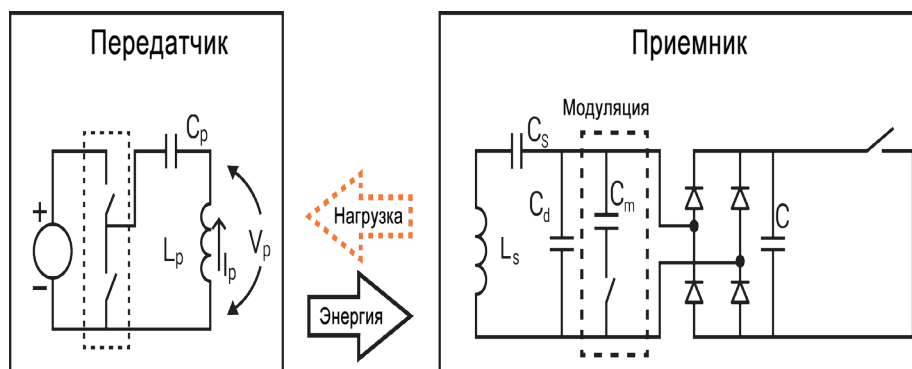 Передатчик
Приемник
Модуляция
Cp
Cs
+
−
Lp
Ip
Vp
Нагрузка
Энергия
Ls
Cd
Cm
C